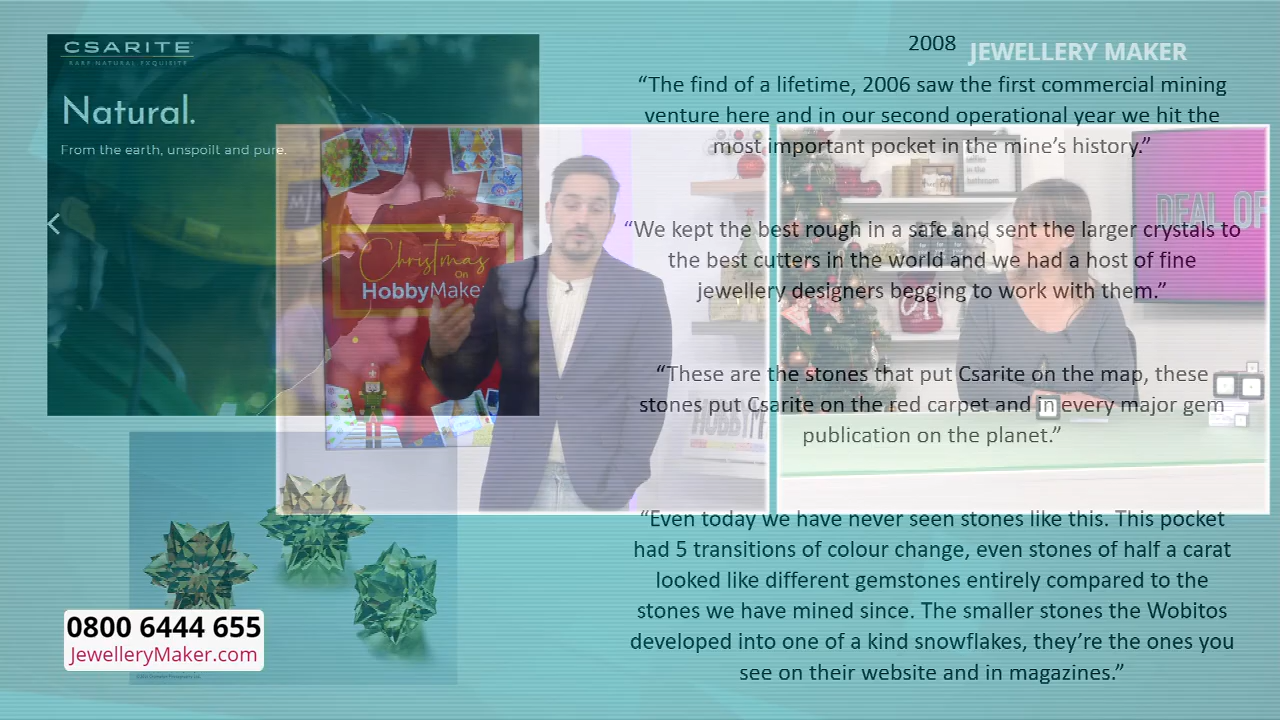 CSARITE
RARE NATURAL EXQUISITE
Natural.
From the earth, unspoilt and pure.
Christmas
On
HobbyMaker
2008
JEWELLERY MAKER
“The find of a lifetime, 2006 saw the first commercial mining
venture here and in our second operational year we hit the
most important pocket in the mine’s history.”
“We kept the best rough in a safe and sent the larger crystals to
the best cutters in the world and we had a host of fine
jewellery designers begging to work with them.”
“These are the stones that put Csarite on the map, these
stones put Csarite on the red carpet and in every major gem
publication on the planet.”
“Even today we have never seen stones like this. This pocket
had 5 transitions of colour change, even stones of half a carat
looked like different gemstones entirely compared to the
stones we have mined since. The smaller stones the Wobitos
developed into one of a kind snowflakes, they’re the ones you
see on their website and in magazines.”
DEAL OF
0800 6444 655
JewelleryMaker.com